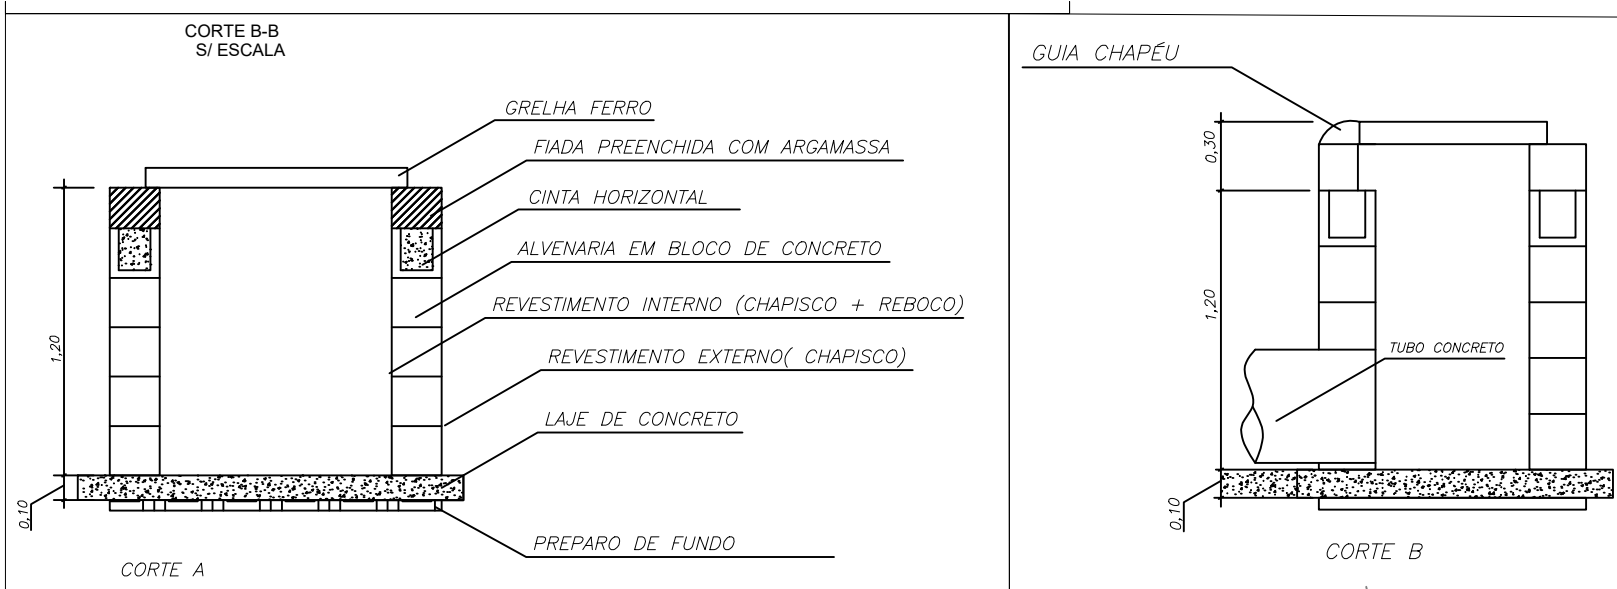 CORTE B-B
S/ ESCALA
GRELHA FERRO
FIADA PREENCHIDA COM ARGAMASSA
CINTA HORIZONTAL
ALVENARIA EM BLOCO DE CONCRETO
REVESTIMENTO INTERNO (CHAPISCO + REBOCO)
REVESTIMENTO EXTERNO( CHAPISCO)
LAJE DE CONCRETO
PREPARO DE FUNDO
1,20
0,10
CORTE A
GUIA CHAPÉU
0,30
1,20
TUBO CONCRETO
0,10
CORTE B